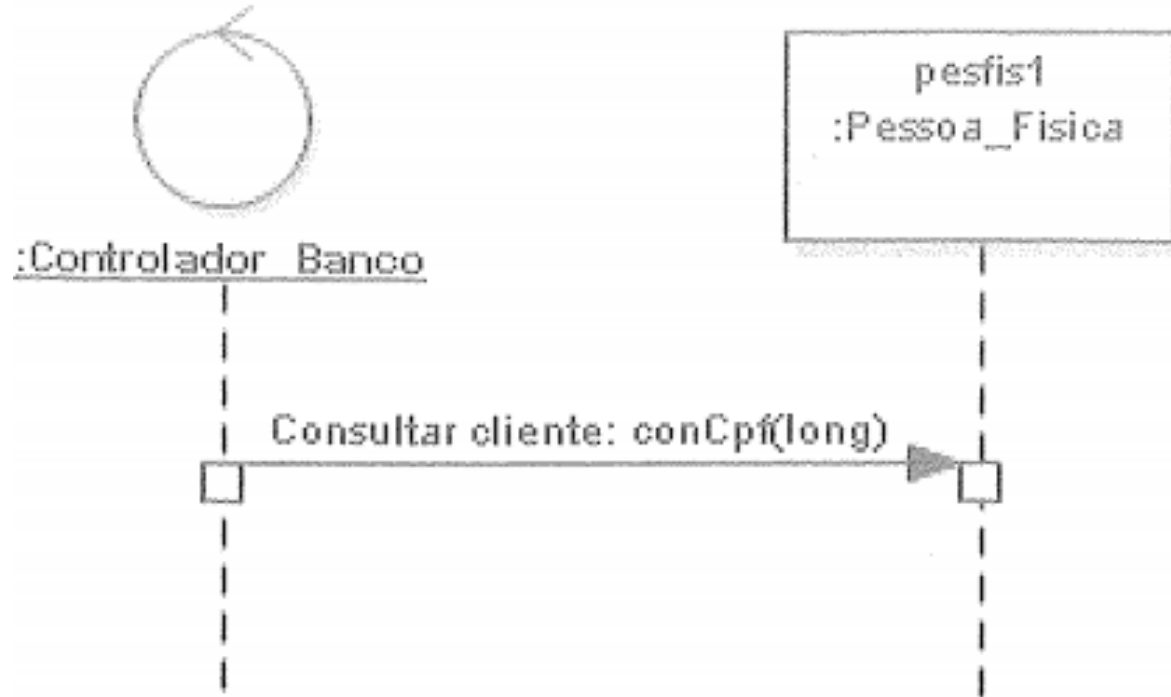 pesfis1
:Pessoa_Fisica
:Controlador_Banco
Consultar cliente: conCpf(long)